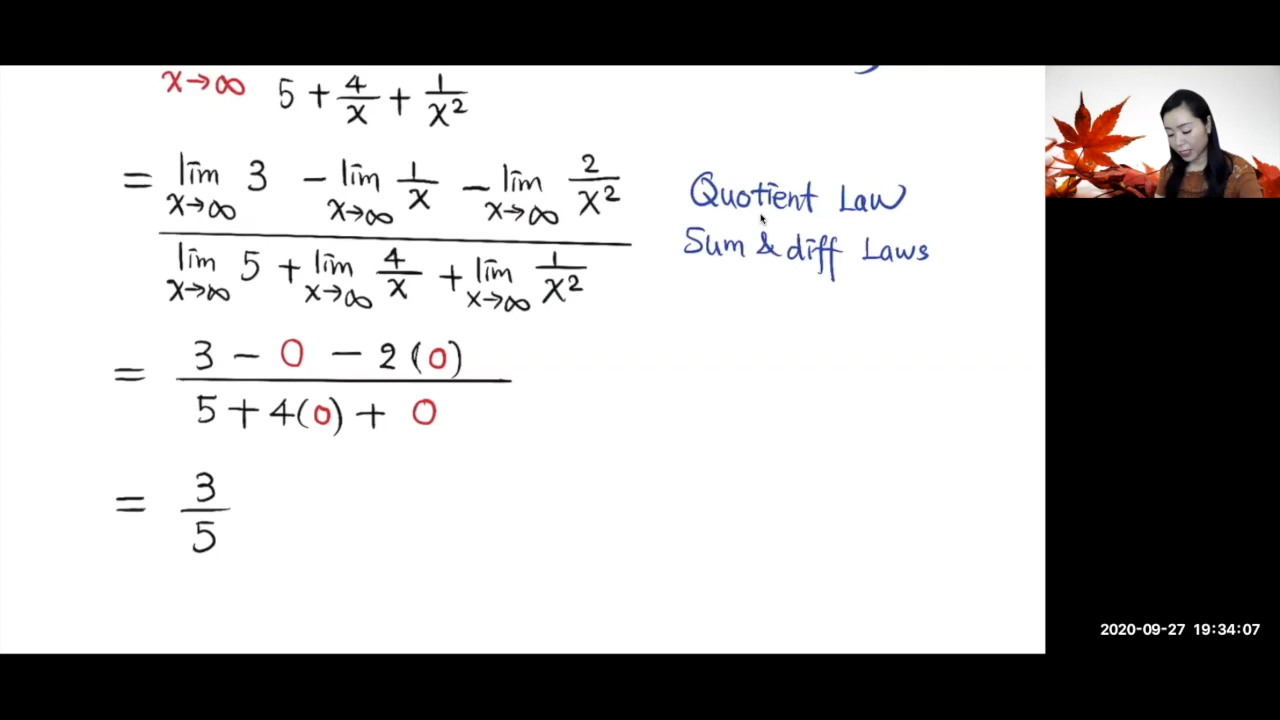 x→∞ 5 + 4/x + 1/x²
= lim x→∞ 3 − lim x→∞ 1/x − lim x→∞ 2/x²
lim x→∞ 5 + lim x→∞ 4/x + lim x→∞ 1/x²
Quotient Law
Sum & diff Laws
= 3 − 0 − 2(0)
5 + 4(0) + 0
= 3/5
2020-09-27 19:34:07